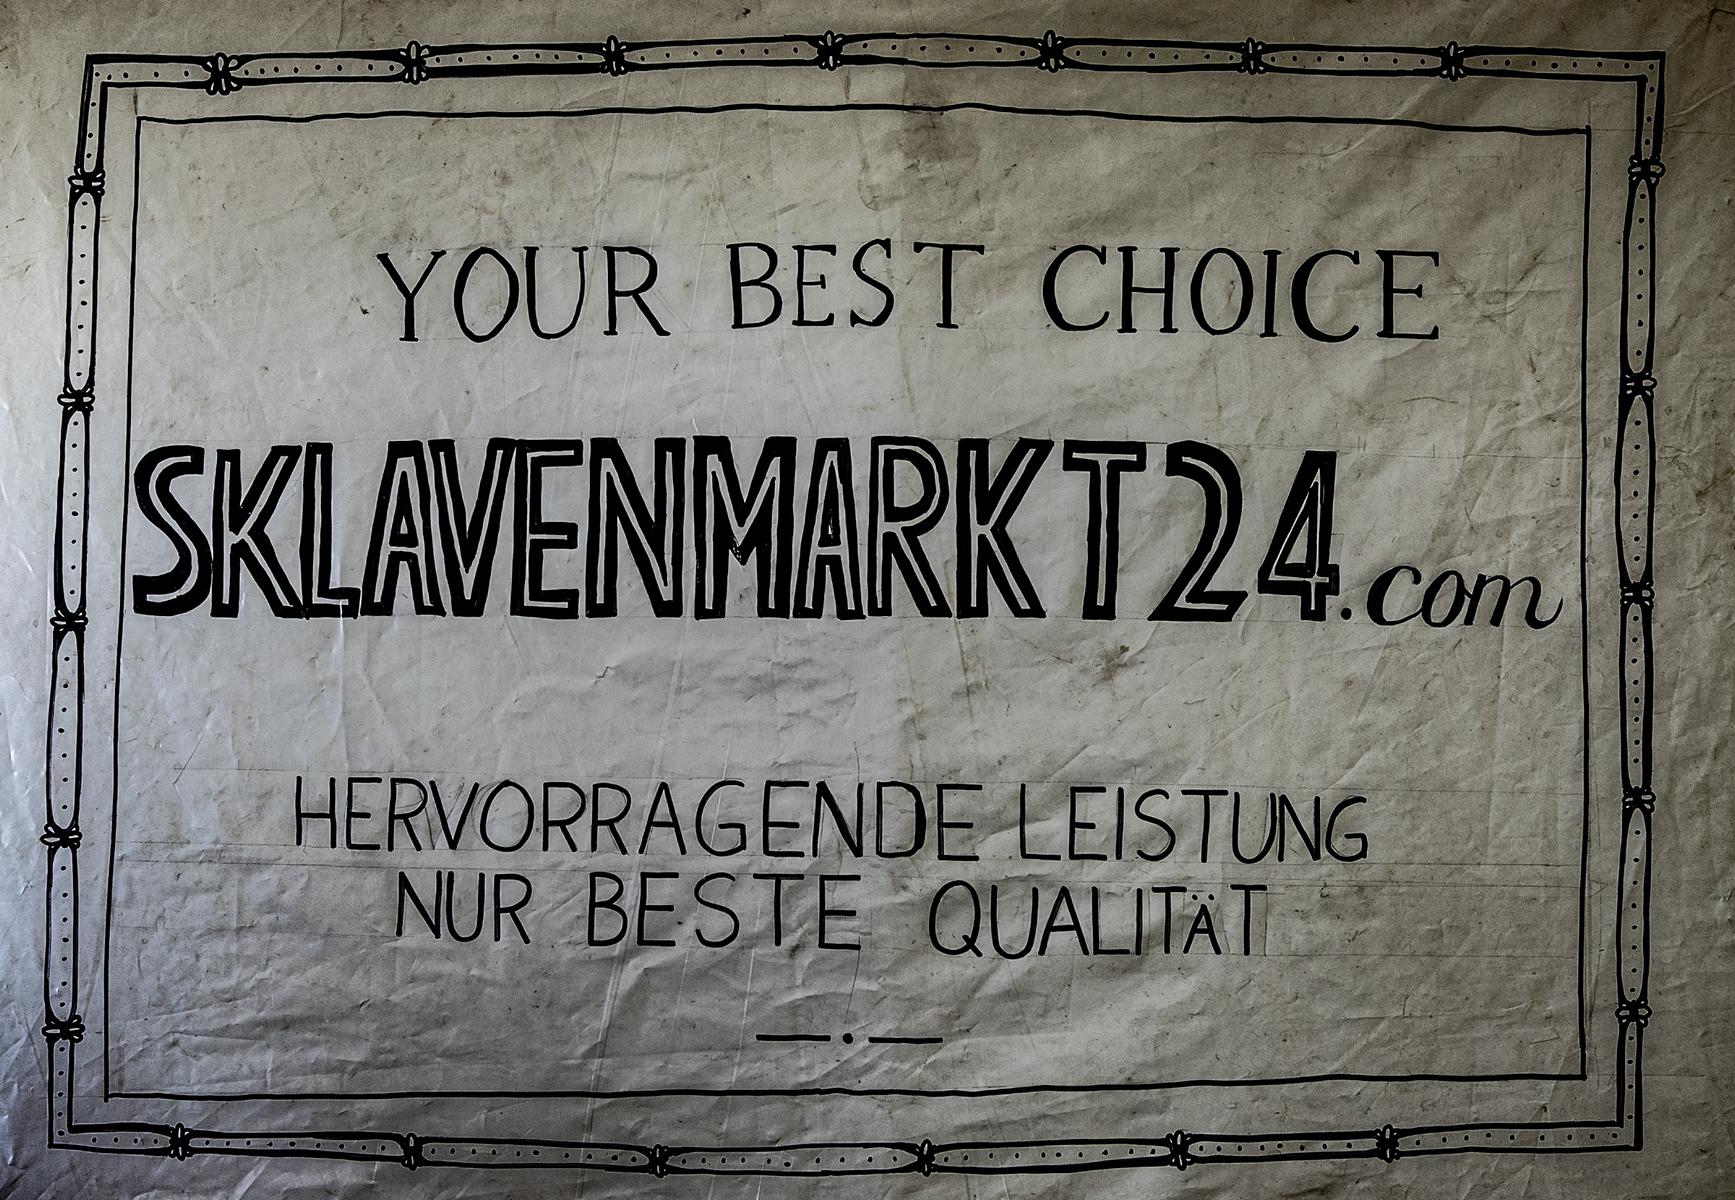 YOUR BEST CHOICE
SKLAVENMARKT24.com
HERVORRAGENDE LEISTUNG
NUR BESTE QUALITÄT